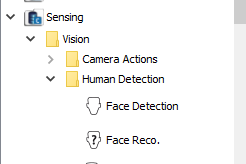 Sensing
Vision
Camera Actions
Human Detection
Face Detection
Face Reco.